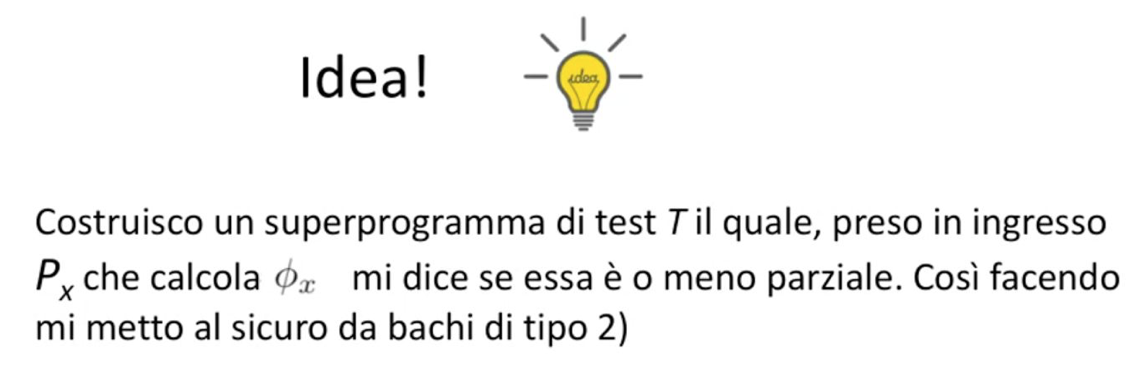 Idea!
idea
Costruisco un superprogramma di test T il quale, preso in ingresso
Pₓ che calcola ϕₓ mi dice se essa è o meno parziale. Così facendo
mi metto al sicuro da bachi di tipo 2)